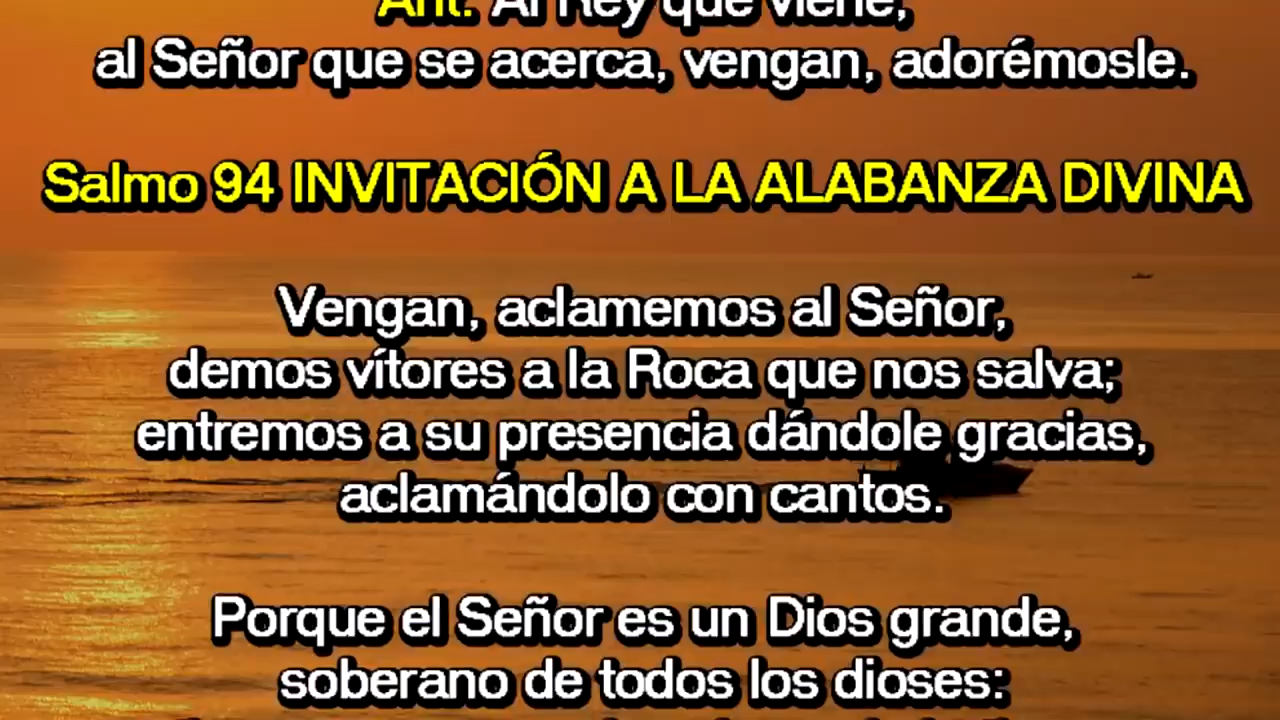 Ant. Al Rey que viene,
al Señor que se acerca, vengan, adorémosle.
Salmo 94 INVITACIÓN A LA ALABANZA DIVINA
Vengan, aclamemos al Señor,
demos vítores a la Roca que nos salva;
entremos a su presencia dándole gracias,
aclamándolo con cantos.
Porque el Señor es un Dios grande,
soberano de todos los dioses: